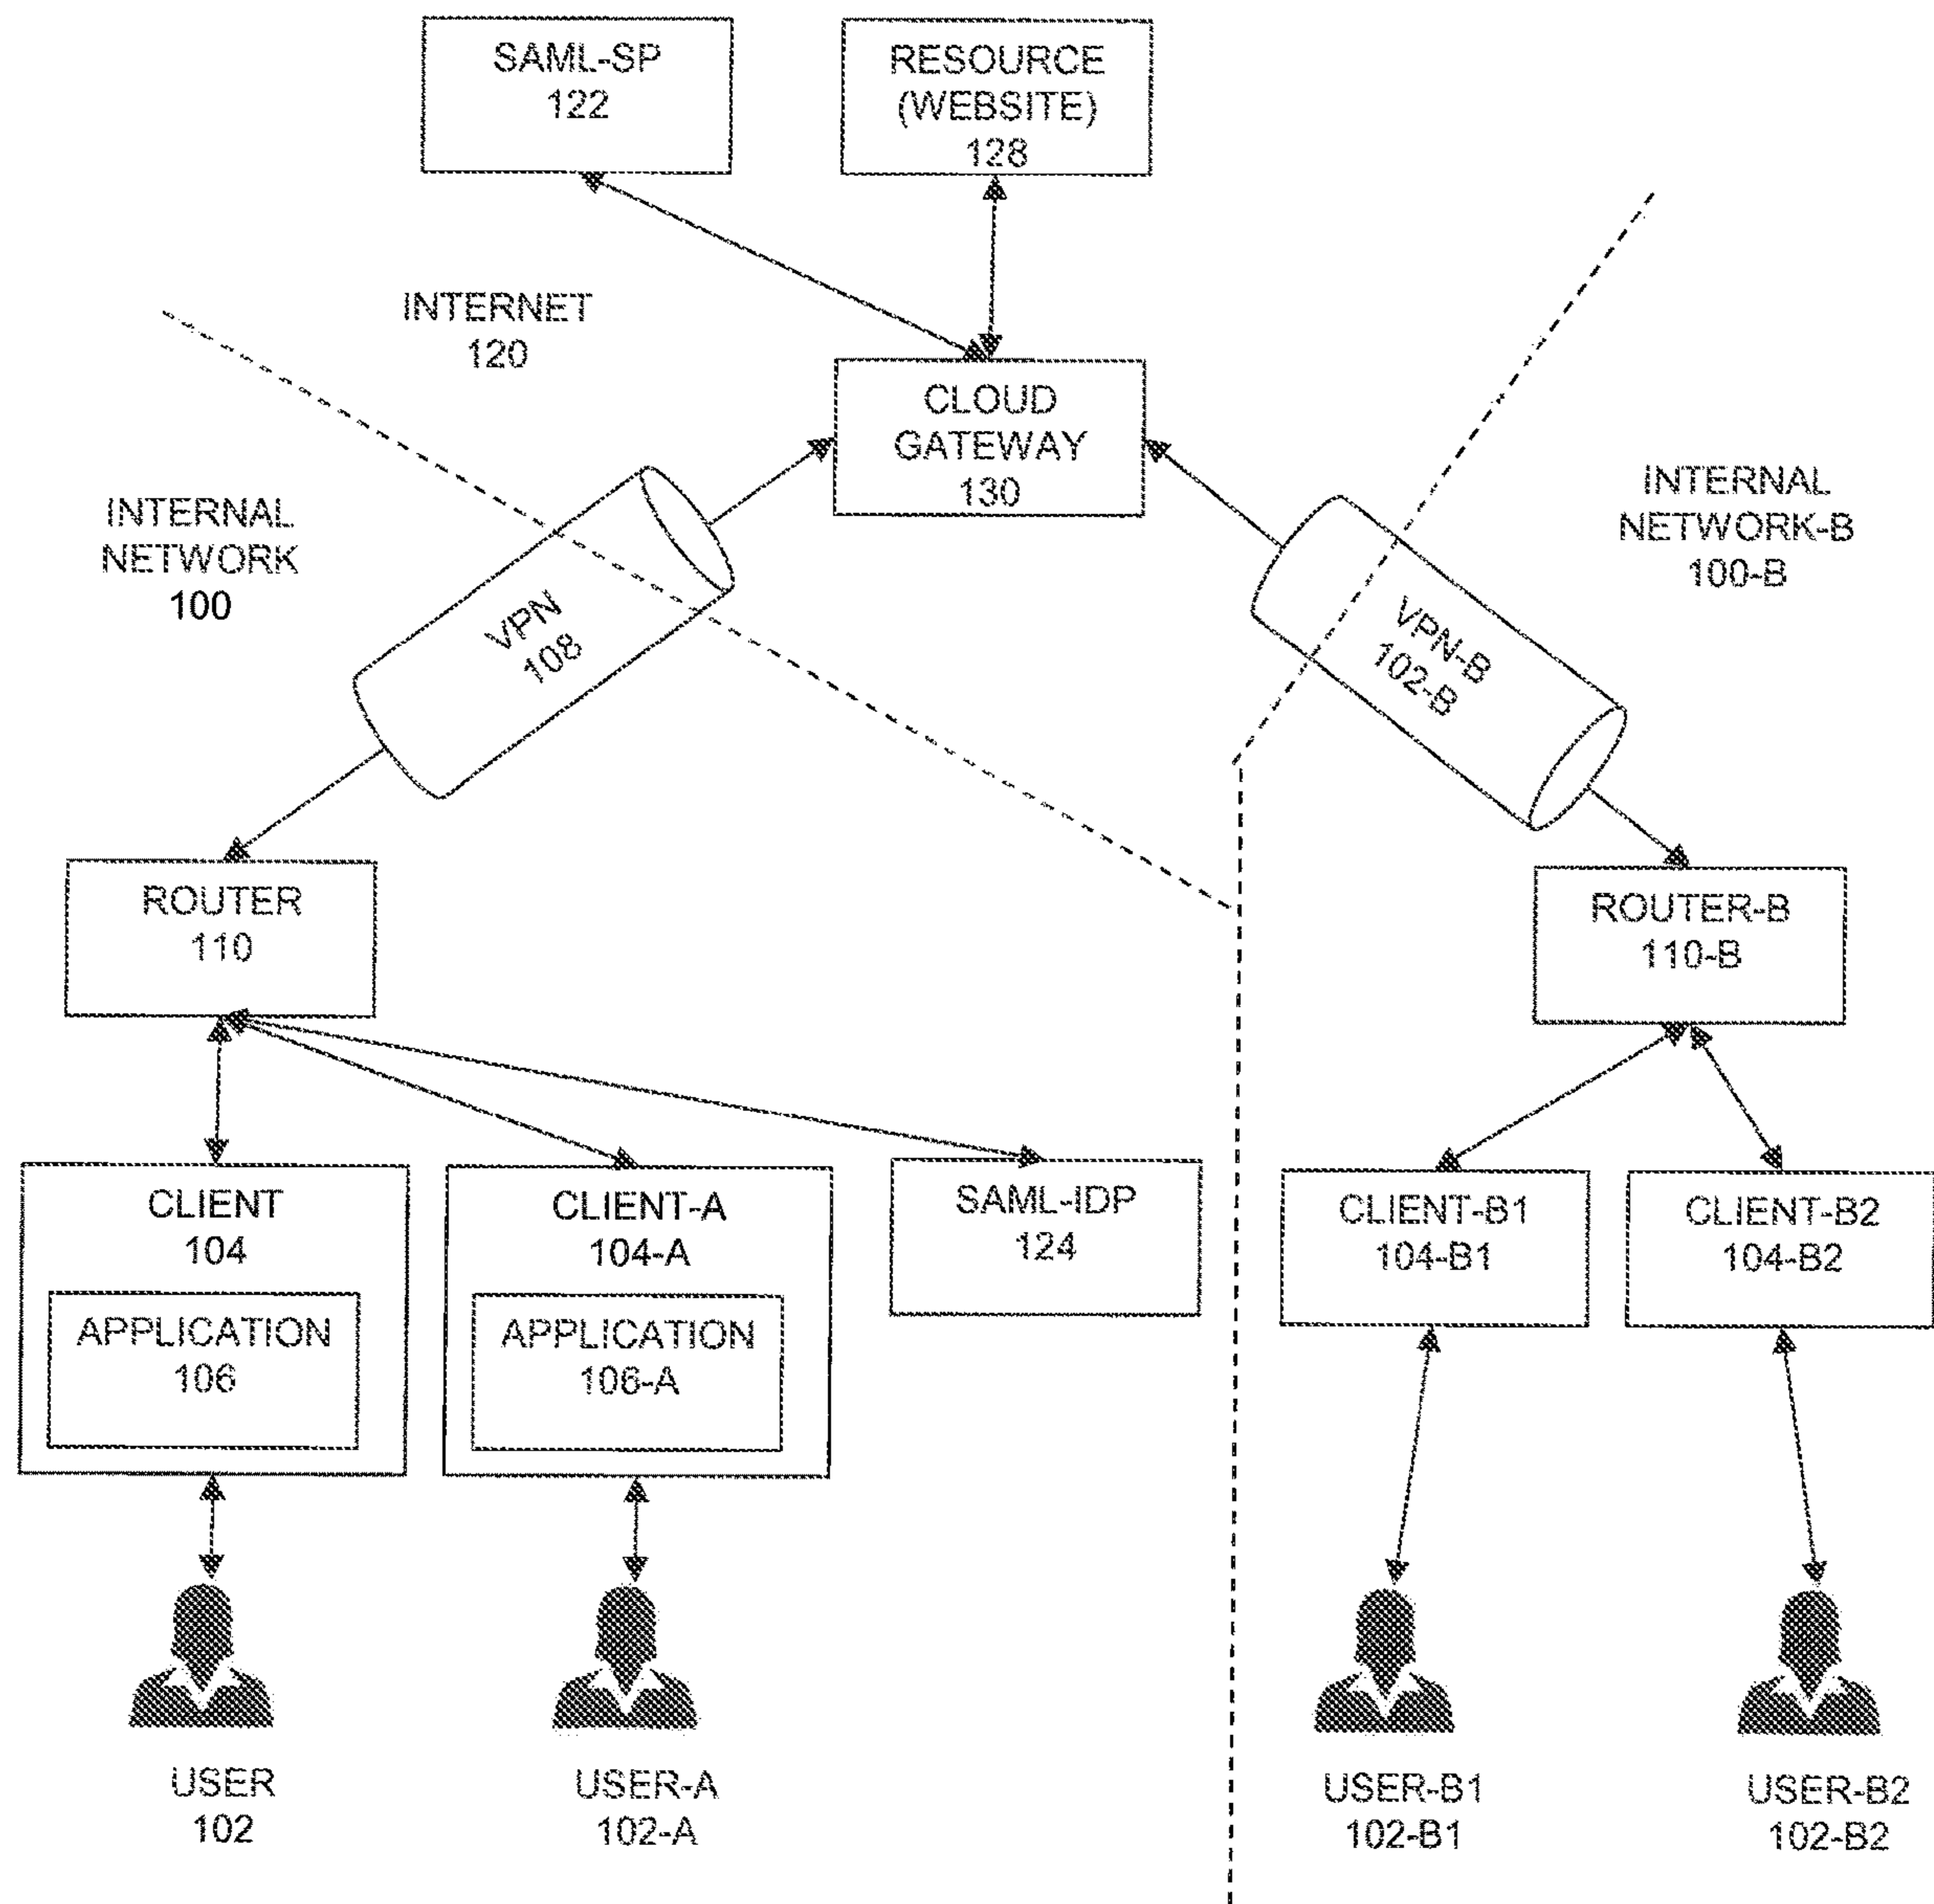 SAML-SP
122
RESOURCE
(WEBSITE)
128
INTERNET
120
CLOUD
GATEWAY
130
INTERNAL
NETWORK
100
INTERNAL
NETWORK-B
100-B
VPN
108
VPN-B
102-B
ROUTER
110
ROUTER-B
110-B
CLIENT
104
APPLICATION
106
CLIENT-A
104-A
APPLICATION
106-A
SAML-IDP
124
CLIENT-B1
104-B1
CLIENT-B2
104-B2
USER
102
USER-A
102-A
USER-B1
102-B1
USER-B2
102-B2